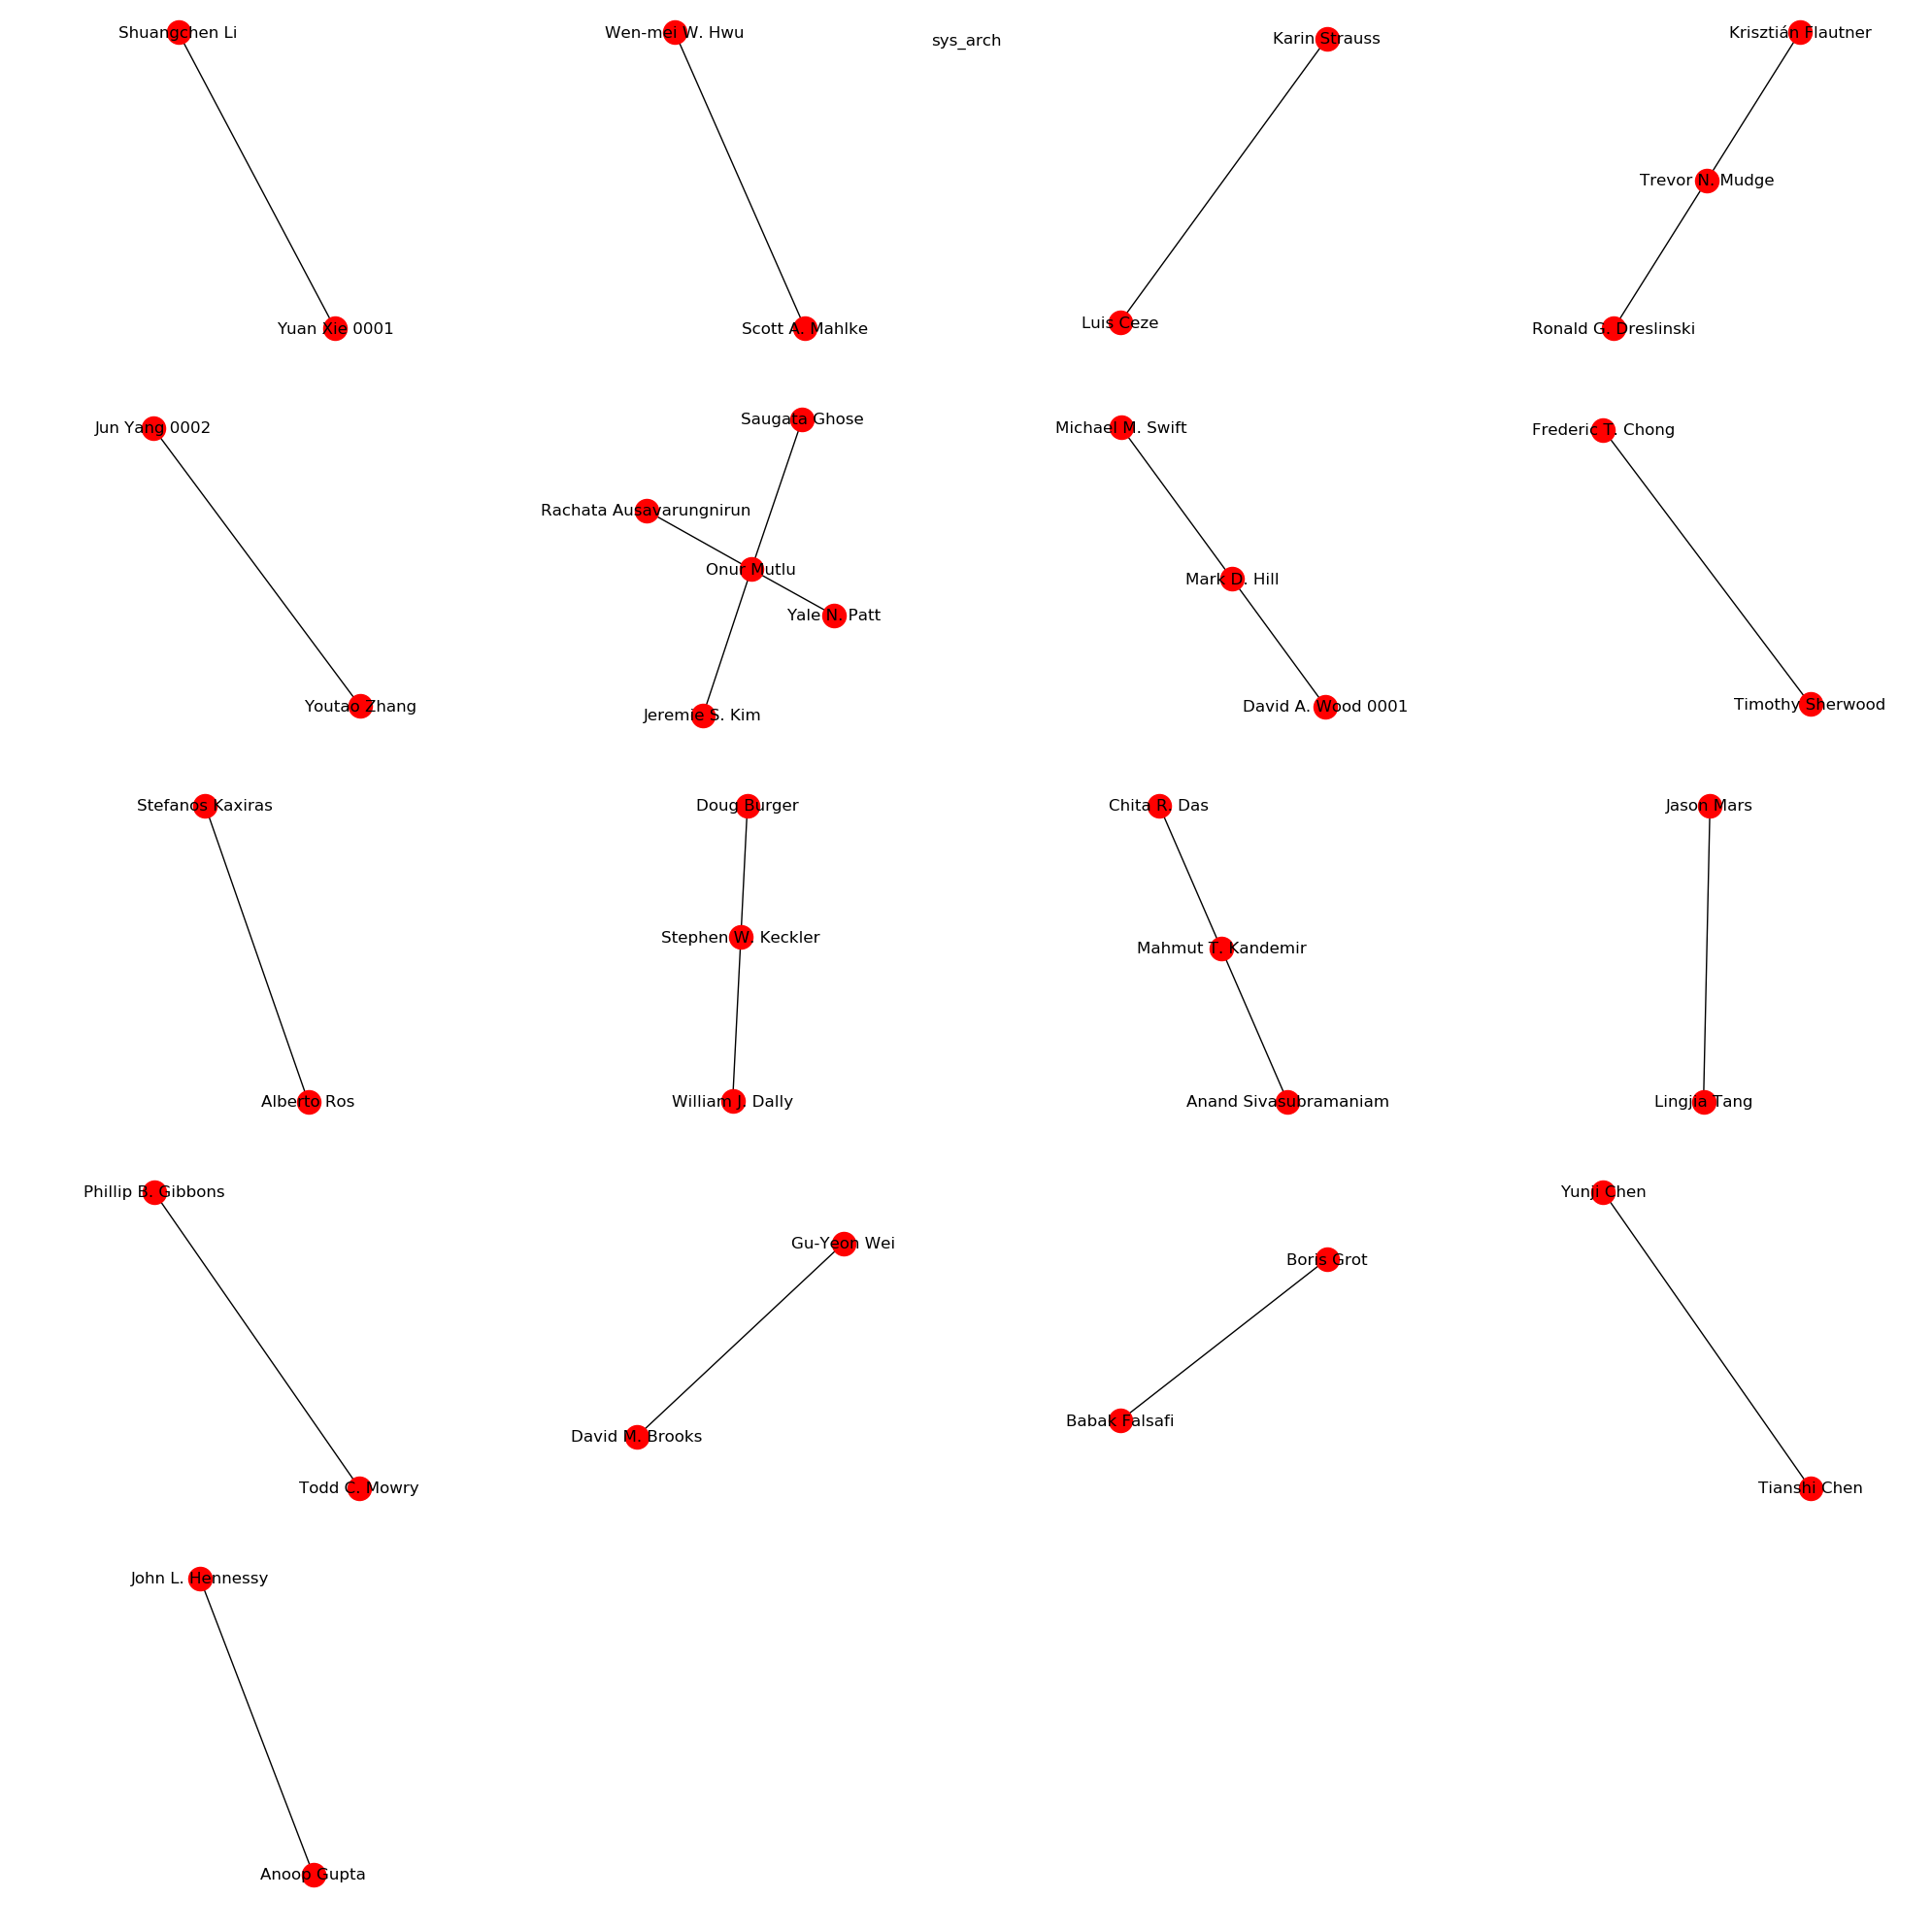 Shuangchen Li
Wen-mei W. Hwu
sys_arch
Karin Strauss
Krisztián Flautner
Trevor N. Mudge
Yuan Xie 0001
Scott A. Mahlke
Luis Ceze
Ronald G. Dreslinski
Jun Yang 0002
Saugata Ghose
Michael M. Swift
Frederic T. Chong
Rachata Ausavarungnirun
Onur Mutlu
Mark D. Hill
Yale N. Patt
Youtao Zhang
Jeremie S. Kim
David A. Wood 0001
Timothy Sherwood
Stefanos Kaxiras
Doug Burger
Chita R. Das
Jason Mars
Stephen W. Keckler
Mahmut T. Kandemir
Alberto Ros
William J. Dally
Anand Sivasubramaniam
Lingjia Tang
Phillip B. Gibbons
Gu-Yeon Wei
Boris Grot
Yunji Chen
Todd C. Mowry
David M. Brooks
Babak Falsafi
Tianshi Chen
John L. Hennessy
Anoop Gupta